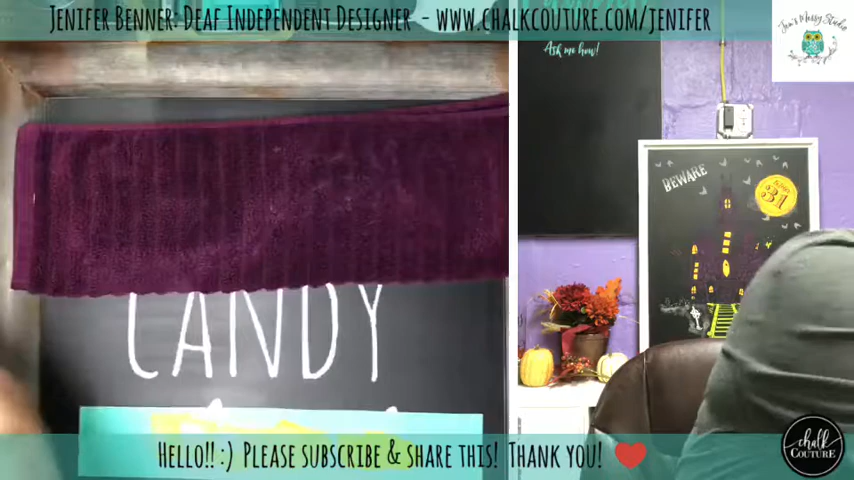 Jenifer Benner: Deaf Independent Designer - www.chalkcouture.com/jenifer
Jen's Messy Studio
Ask me how!
BEWARE
31
CANDY
Hello!! :) Please subscribe & share this! Thank you!
chalk
COUTURE